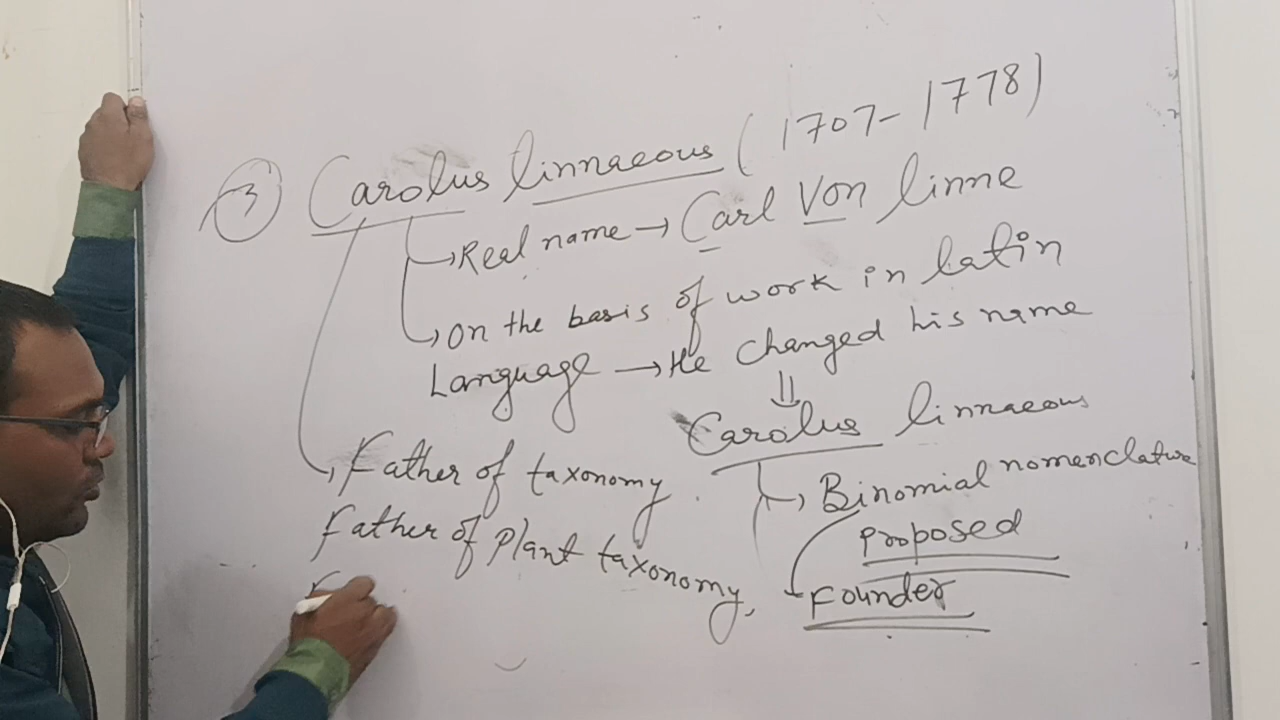 3 Carolus linnaeous (1707-1778)
→ Real name → Carl Von linne
→ on the basis of work in latin
Language → He changed his name
⇓
Carolus linnaeous
→ Father of taxonomy.
→ Binomial nomenclature
Proposed
Father of Plant taxonomy,
→ Founder
F